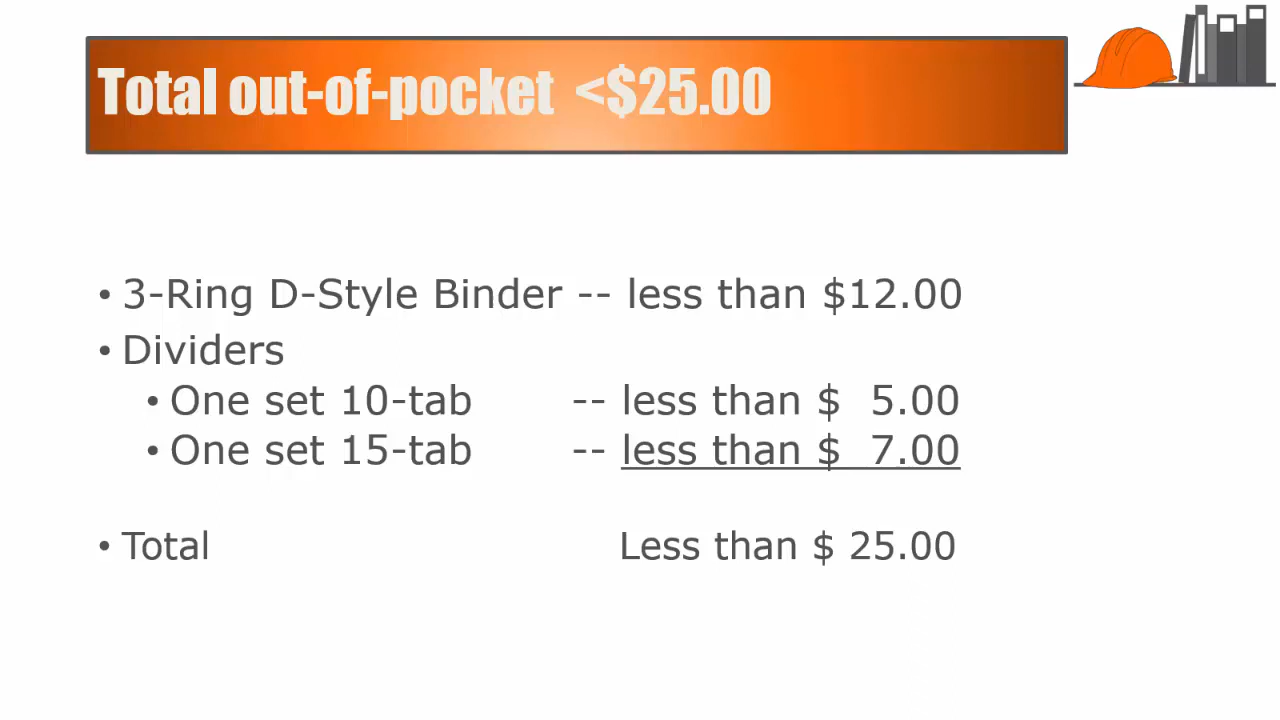 Total out-of-pocket <$25.00
• 3-Ring D-Style Binder -- less than $12.00
• Dividers
• One set 10-tab -- less than $ 5.00
• One set 15-tab -- less than $ 7.00
• Total Less than $ 25.00